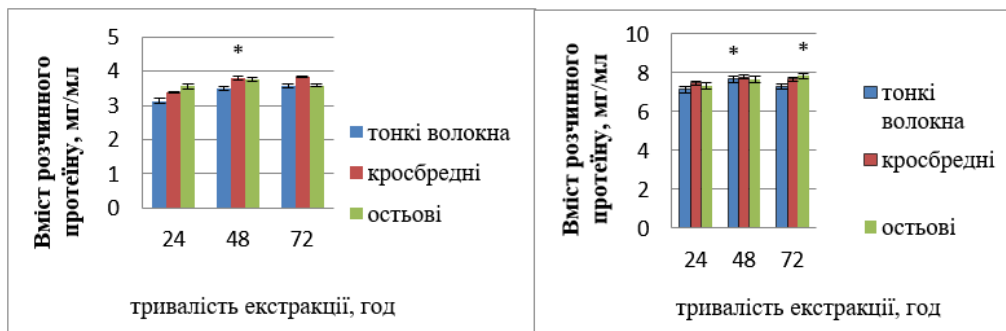 Вміст розчинного
протеїну, мг/мл
5
4
3
2
1
0
*
24
48
72
тонкі волокна
кросбредні
остьові
тривалість екстракції, год
Вміст розчинного
протеїну, мг/мл
10
8
6
4
2
0
*
*
24
48
72
тонкі
волокна
кросбредні
остьові
тривалість екстракції, год